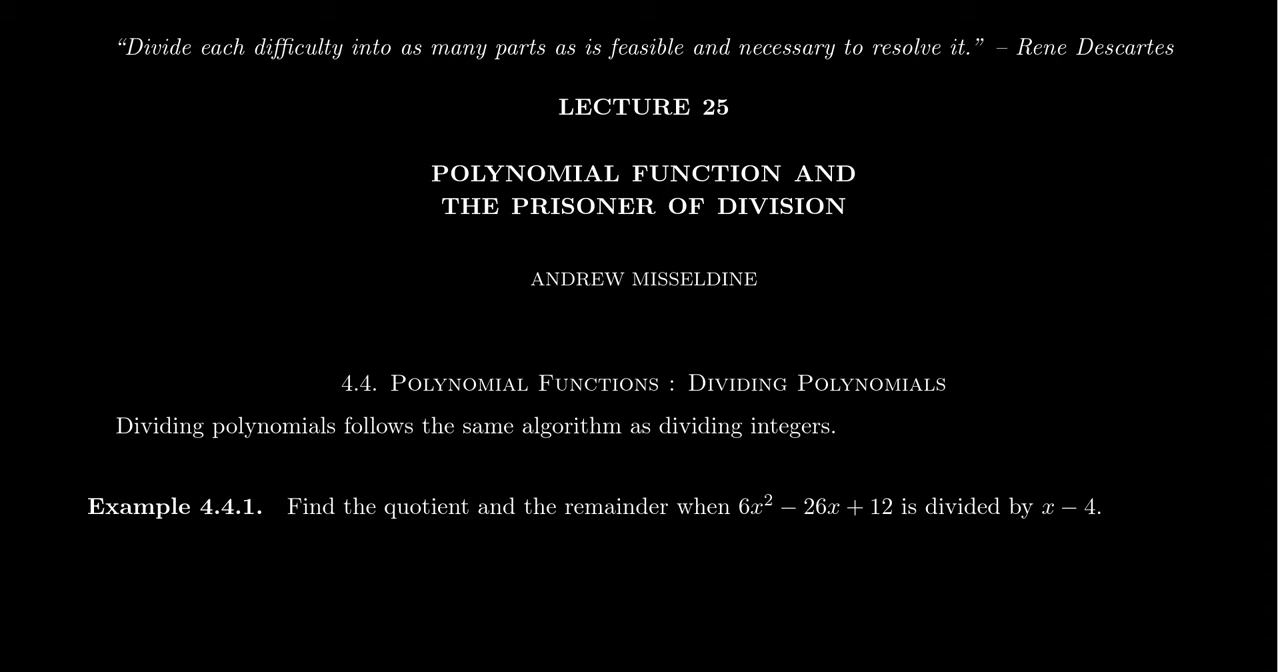 “Divide each difficulty into as many parts as is feasible and necessary to resolve it.” – Rene Descartes
LECTURE 25
POLYNOMIAL FUNCTION AND
THE PRISONER OF DIVISION
ANDREW MISSELDINE
4.4. Polynomial Functions : Dividing Polynomials
Dividing polynomials follows the same algorithm as dividing integers.
Example 4.4.1. Find the quotient and the remainder when 6x² − 26x + 12 is divided by x − 4.